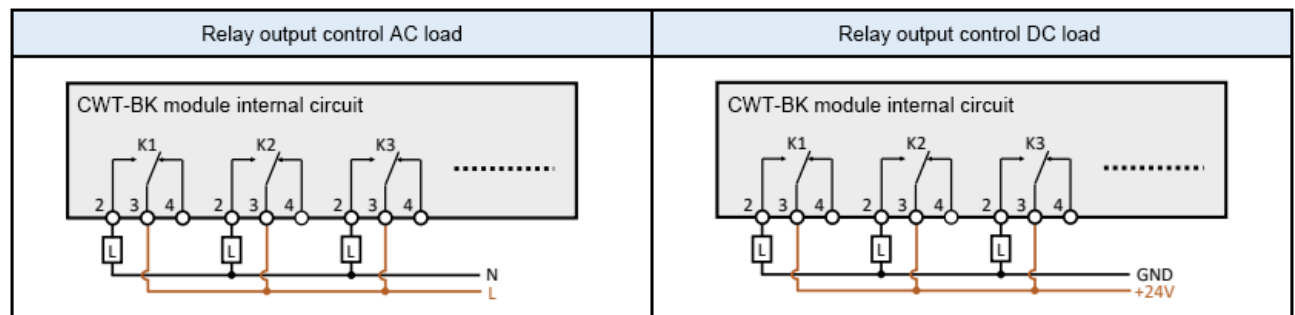 Relay output control AC load
Relay output control DC load
CWT-BK module internal circuit
K1 K2 K3
2 3 4 2 3 4 2 3 4
L L L
N
L
CWT-BK module internal circuit
K1 K2 K3
2 3 4 2 3 4 2 3 4
L L L
GND
+24V